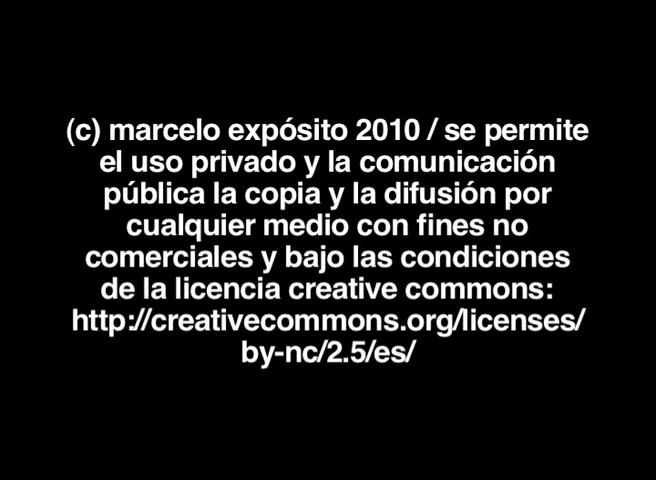 (c) marcelo expósito 2010 / se permite
el uso privado y la comunicación
pública la copia y la difusión por
cualquier medio con fines no
comerciales y bajo las condiciones
de la licencia creative commons:
http://creativecommons.org/licenses/
by-nc/2.5/es/